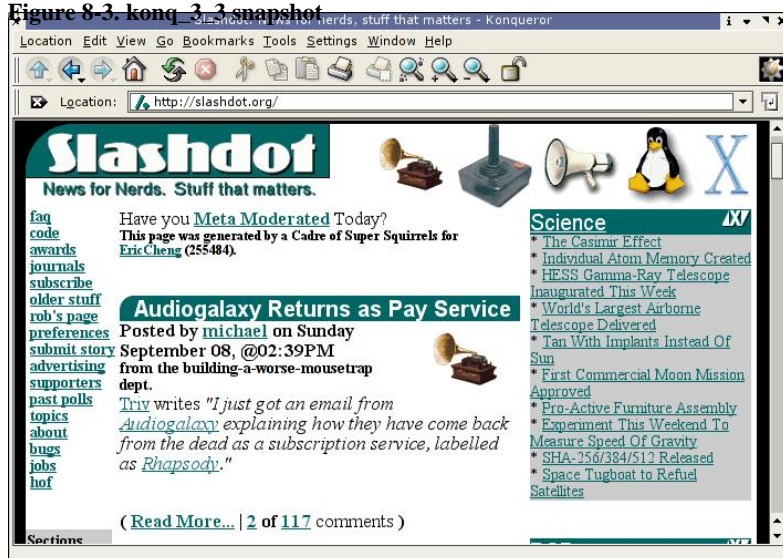 Figure 8-3. konq_3_3 snapshot
Slashdot: News for nerds, stuff that matters - Konqueror
Location Edit View Go Bookmarks Tools Settings Window Help
Location: http://slashdot.org/
Slashdot
News for Nerds. Stuff that matters.
faq
code
awards
journals
subscribe
older stuff
rob's page
preferences
submit story
advertising
supporters
past polls
topics
about
bugs
jobs
hof
Sections
Have you Meta Moderated Today?
This page was generated by a Cadre of Super Squirrels for
EricCheng (255484).
Audiogalaxy Returns as Pay Service
Posted by michael on Sunday
September 08, @02:39PM
from the building-a-worse-mousetrap
dept.
Triv writes "I just got an email from
Audiogalaxy explaining how they have come back
from the dead as a subscription service, labelled
as Rhapsody."
( Read More... | 2 of 117 comments )
Science
* The Casimir Effect
* Individual Atom Memory Created
* HESS Gamma-Ray Telescope
Inaugurated This Week
* World's Largest Airborne
Telescope Delivered
* Tan With Implants Instead Of
Sun
* First Commercial Moon Mission
Approved
* Pro-Active Furniture Assembly
* Experiment This Weekend To
Measure Speed Of Gravity
* SHA-256/384/512 Released
* Space Tugboat to Refuel
Satellites